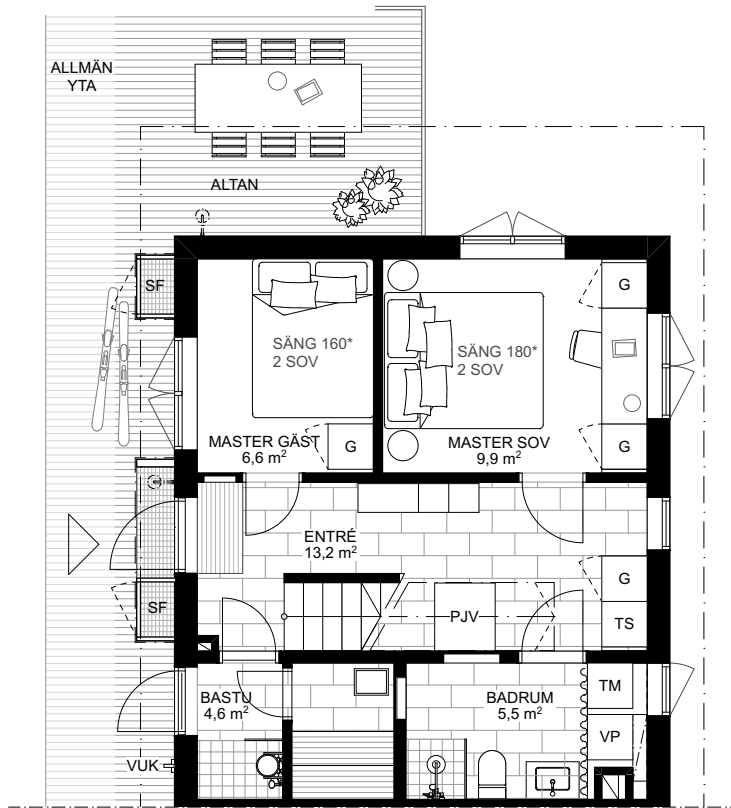 ALLMÄN
YTA
ALTAN
SF
G
SÄNG 160*
2 SOV
SÄNG 180*
2 SOV
MASTER GÄST
6,6 m²
G
MASTER SOV
9,9 m²
G
ENTRÉ
13,2 m²
SF
G
PJV
TS
BASTU
4,6 m²
BADRUM
5,5 m²
TM
VP
VUK